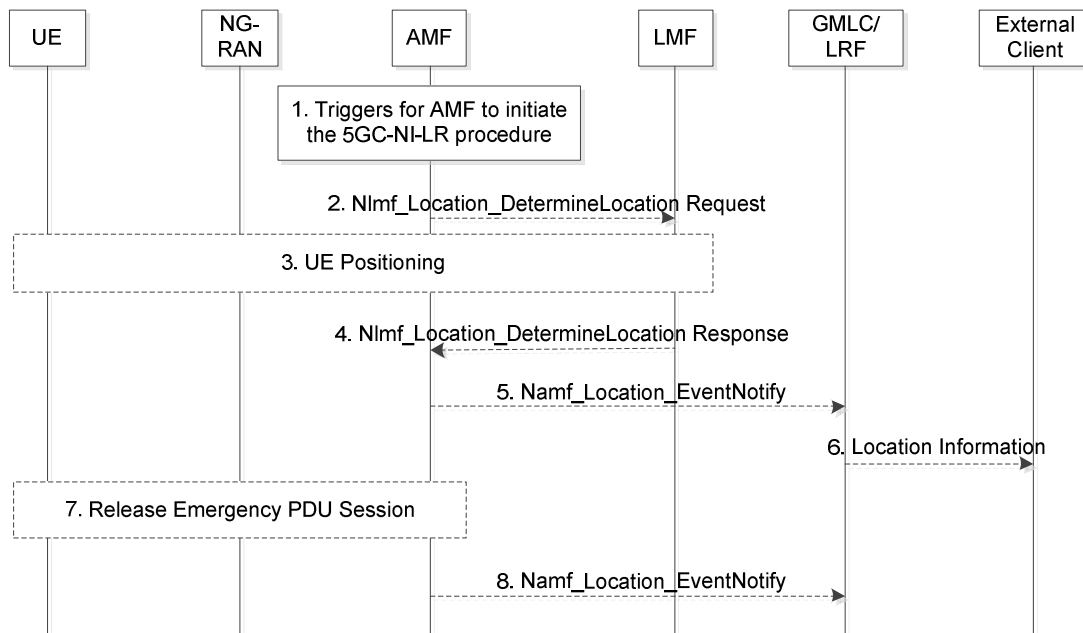 UE
NG-
RAN
AMF
LMF
GMLC/
LRF
External
Client
1. Triggers for AMF to initiate
the 5GC-NI-LR procedure
2. Nlmf_Location_DetermineLocation Request
3. UE Positioning
4. Nlmf_Location_DetermineLocation Response
5. Namf_Location_EventNotify
6. Location Information
7. Release Emergency PDU Session
8. Namf_Location_EventNotify